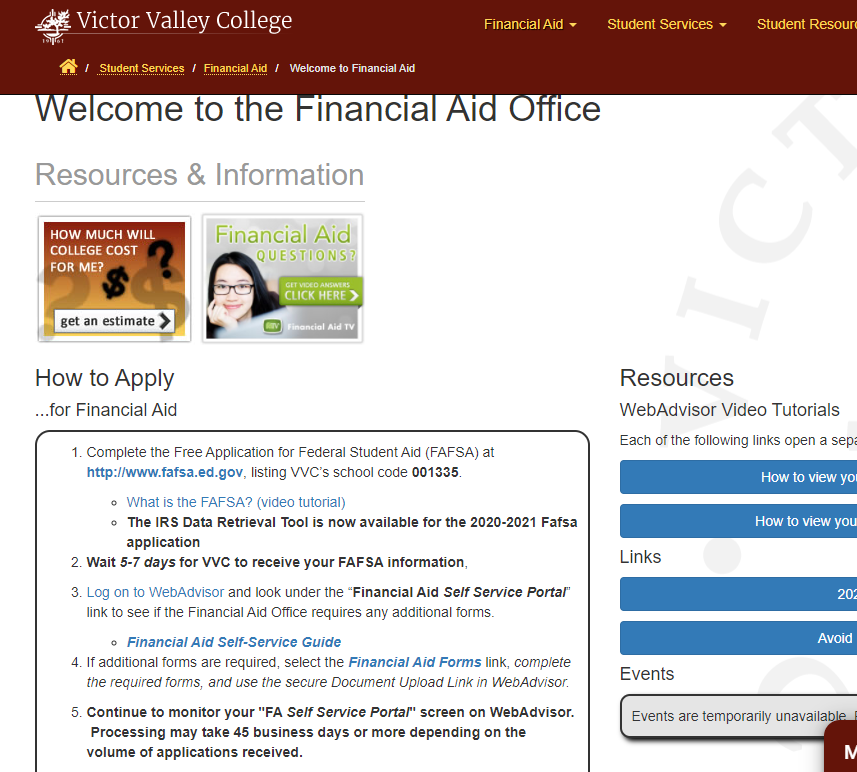 Victor Valley College
1961
Financial Aid
Student Services
Student Resour
/ Student Services / Financial Aid / Welcome to Financial Aid
Welcome to the Financial Aid Office
Resources & Information
HOW MUCH WILL
COLLEGE COST
FOR ME?
get an estimate
Financial Aid
QUESTIONS?
GET VIDEO ANSWERS
CLICK HERE
Financial Aid TV
How to Apply
...for Financial Aid
1. Complete the Free Application for Federal Student Aid (FAFSA) at
http://www.fafsa.ed.gov, listing VVC's school code 001335.
What is the FAFSA? (video tutorial)
The IRS Data Retrieval Tool is now available for the 2020-2021 Fafsa
application
2. Wait 5-7 days for VVC to receive your FAFSA information,
3. Log on to WebAdvisor and look under the “Financial Aid Self Service Portal”
link to see if the Financial Aid Office requires any additional forms.
Financial Aid Self-Service Guide
4. If additional forms are required, select the Financial Aid Forms link, complete
the required forms, and use the secure Document Upload Link in WebAdvisor.
5. Continue to monitor your "FA Self Service Portal" screen on WebAdvisor.
Processing may take 45 business days or more depending on the
volume of applications received.
Resources
WebAdvisor Video Tutorials
Each of the following links open a sepa
How to view you
How to view your
Links
202
Avoid
Events
Events are temporarily unavailable.
M
VICT